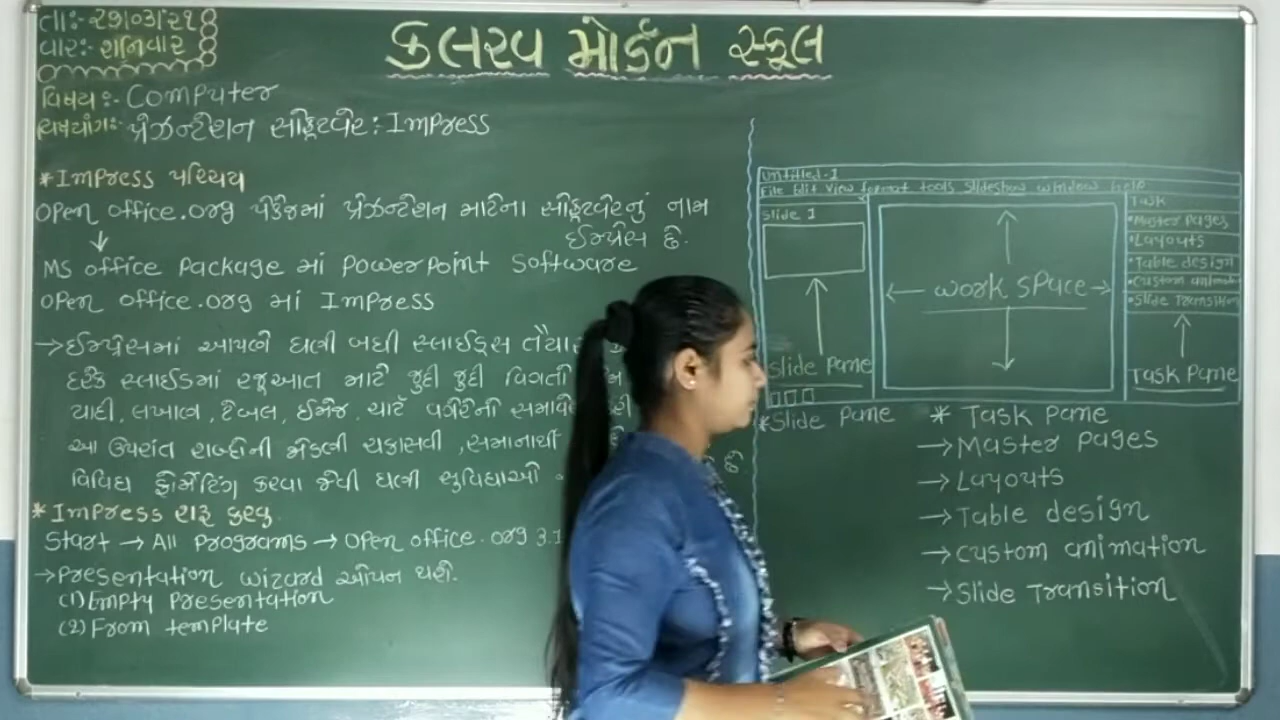 તા:- ૨૭/૦૩/૨૧
વાર:- શનિવાર
કલરવ મોર્ડન સ્કૂલ
વિષય:- Computer
વિષયાંગ:- પ્રેઝન્ટેશન સોફ્ટવેર: Impress
* Impress પરિચય
Open office.org પેકેજમાં પ્રેઝન્ટેશન માટેના સોફ્ટવેરનું નામ
ઈમ્પ્રેસ છે.
MS office Package માં PowerPoint Software
Open office.org માં Impress
→ ઈમ્પ્રેસમાં આપણે ઘણી બધી સ્લાઈડ્સ
દરેક સ્લાઈડમાં રજૂઆત માટે જુદી જુદી વિગતો
યાદી, લખાણ, ટેબલ, ઈમેજ, ચાર્ટ વગેરેનો
આ ઉપરાંત શબ્દોની જોડણી ચકાસવી, સમાનાર્થી
વિવિધ ફોર્મેટિંગ કરવા જેવી ઘણી સુવિધાઓ છે
* Impress શરૂ કરવુ.
Start → All Programs → Open office.org 3.1
→ Presentation wizard ઓપન થશે.
(1) Empty Presentation
(2) From template
Untitled-1
File Edit View format tools Slideshow window help
Slide 1
Slide Pane
work space
Task
* Master Pages
* Layouts
* Table design
* Custom
* Slide Transition
Task Pane
* Slide Pane
* Task Pane
→ Master pages
→ Layouts
→ Table design
→ custom animation
→ Slide Transition